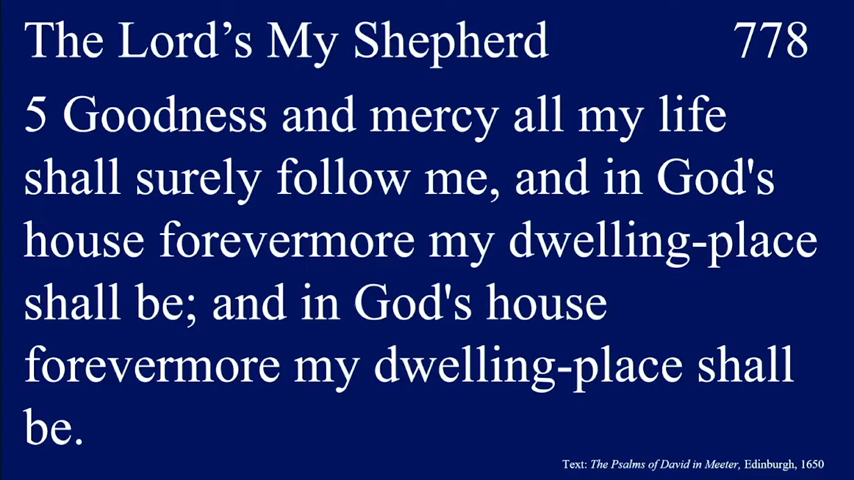 The Lord’s My Shepherd 778
5 Goodness and mercy all my life
shall surely follow me, and in God's
house forevermore my dwelling-place
shall be; and in God's house
forevermore my dwelling-place shall
be.
Text: The Psalms of David in Meeter, Edinburgh, 1650